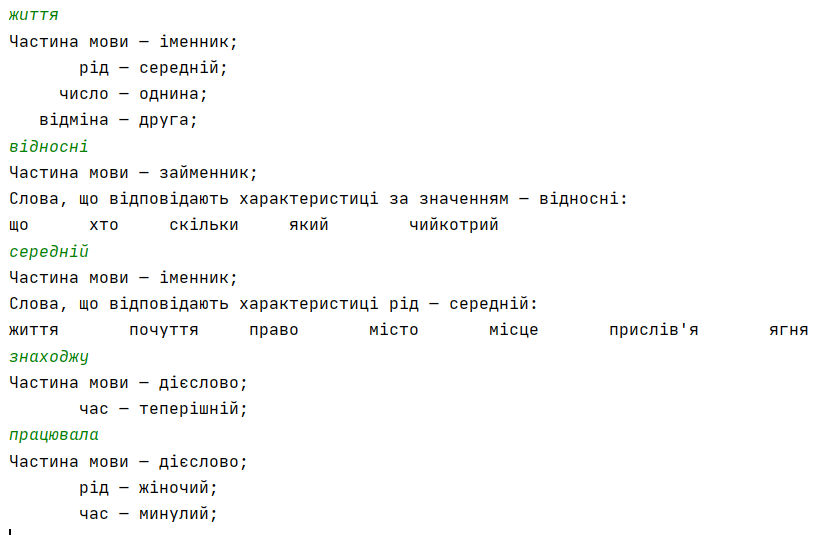 життя
Частина мови — іменник;
рід — середній;
число — однина;
відміна — друга;
відносні
Частина мови — займенник;
Слова, що відповідають характеристиці за значенням — відносні:
що хто скільки який чийкотрий
середній
Частина мови — іменник;
Слова, що відповідають характеристиці рід — середній:
життя почуття право місто місце прислів'я ягня
знаходжу
Частина мови — дієслово;
час — теперішній;
працювала
Частина мови — дієслово;
рід — жіночий;
час — минулий;